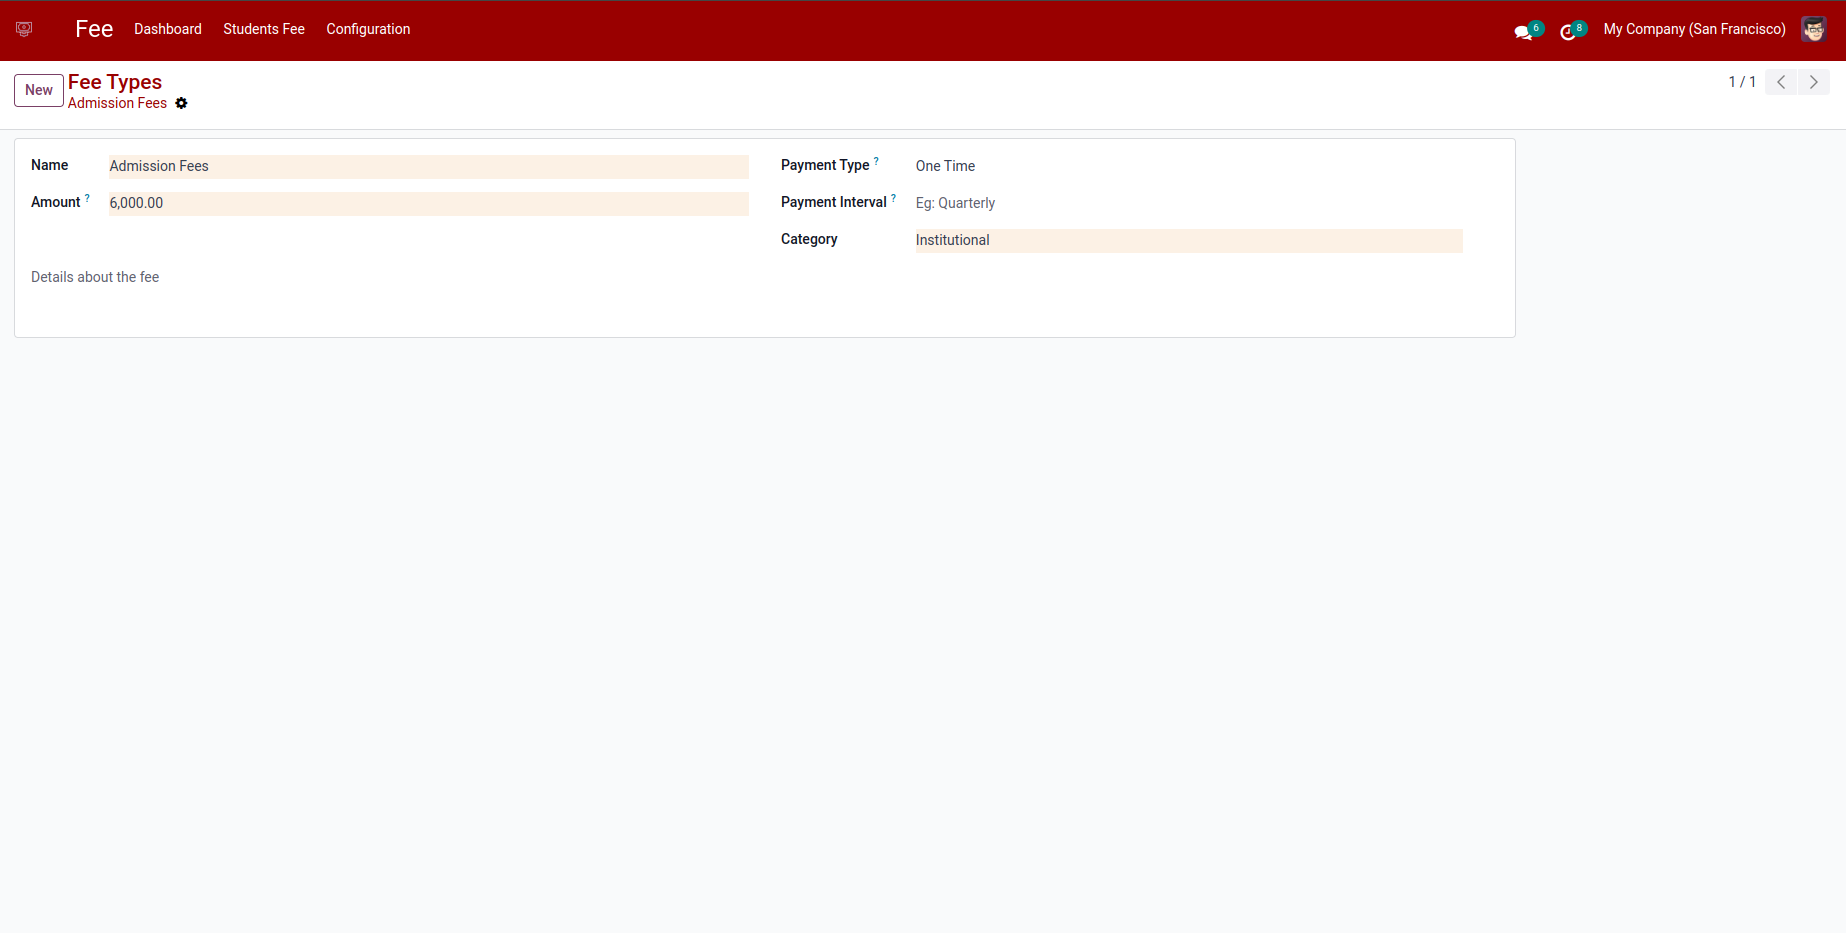 Fee Dashboard Students Fee Configuration 6 8 My Company (San Francisco)
New Fee Types 1 / 1
Admission Fees
Name Admission Fees Payment Type ? One Time
Amount ? 6,000.00 Payment Interval ? Eg: Quarterly
Category Institutional
Details about the fee